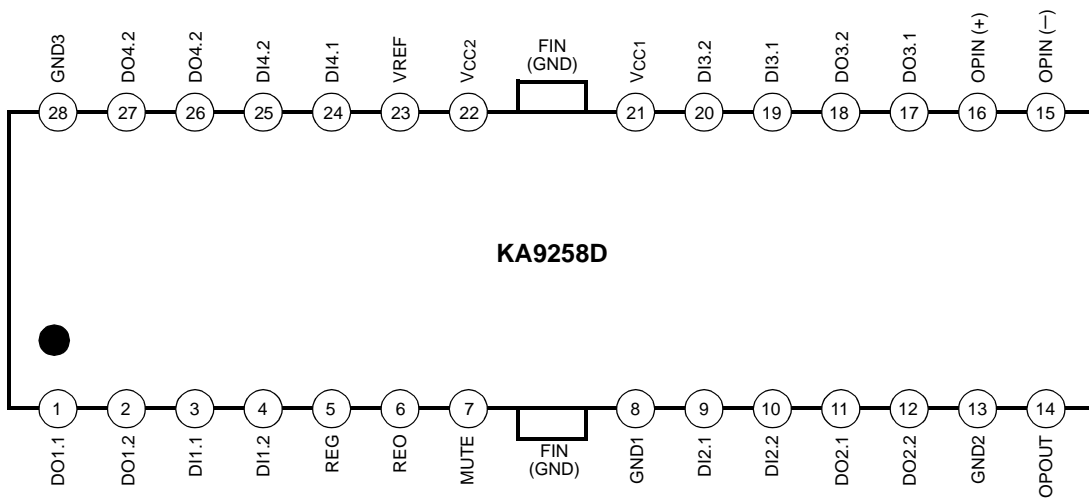 GND3
DO4.2
DO4.2
DI4.2
DI4.1
VREF
VCC2
FIN
(GND)
VCC1
DI3.2
DI3.1
DO3.2
DO3.1
OPIN (+)
OPIN (—)
28
27
26
25
24
23
22
21
20
19
18
17
16
15
KA9258D
1
2
3
4
5
6
7
8
9
10
11
12
13
14
DO1.1
DO1.2
DI1.1
DI1.2
REG
REO
MUTE
FIN
(GND)
GND1
DI2.1
DI2.2
DO2.1
DO2.2
GND2
OPOUT